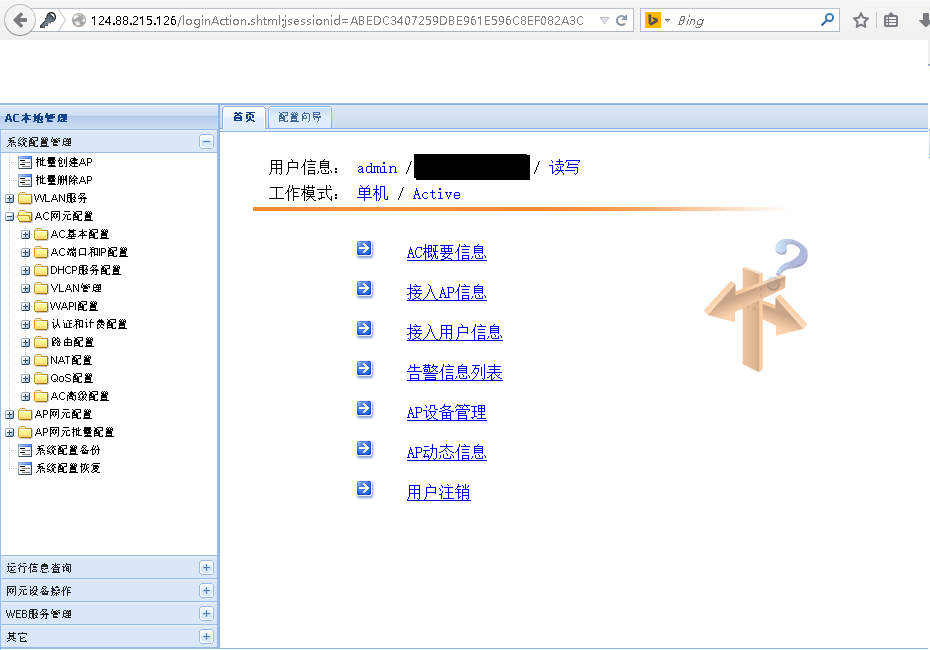 124.88.215.126/loginAction.shtml;jsessionid=ABEDC3407259DBE961E596C8EF082A3C
Bing
AC本地管理
系统配置管理
批量创建AP
批量删除AP
WLAN服务
AC网元配置
AC基本配置
AC端口和IP配置
DHCP服务配置
VLAN管理
WAPI配置
认证和计费配置
路由配置
NAT配置
QoS配置
AC高级配置
AP网元配置
AP网元批量配置
系统配置备份
系统配置恢复
运行信息查询
网元设备操作
WEB服务管理
其它
首页 配置向导
用户信息： admin / / 读写
工作模式： 单机 / Active
AC概要信息
接入AP信息
接入用户信息
告警信息列表
AP设备管理
AP动态信息
用户注销